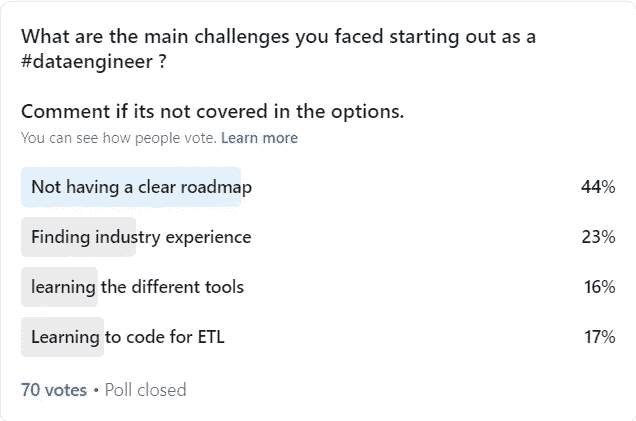 What are the main challenges you faced starting out as a
#dataengineer ?
Comment if its not covered in the options.
You can see how people vote. Learn more
Not having a clear roadmap 44%
Finding industry experience 23%
learning the different tools 16%
Learning to code for ETL 17%
70 votes • Poll closed